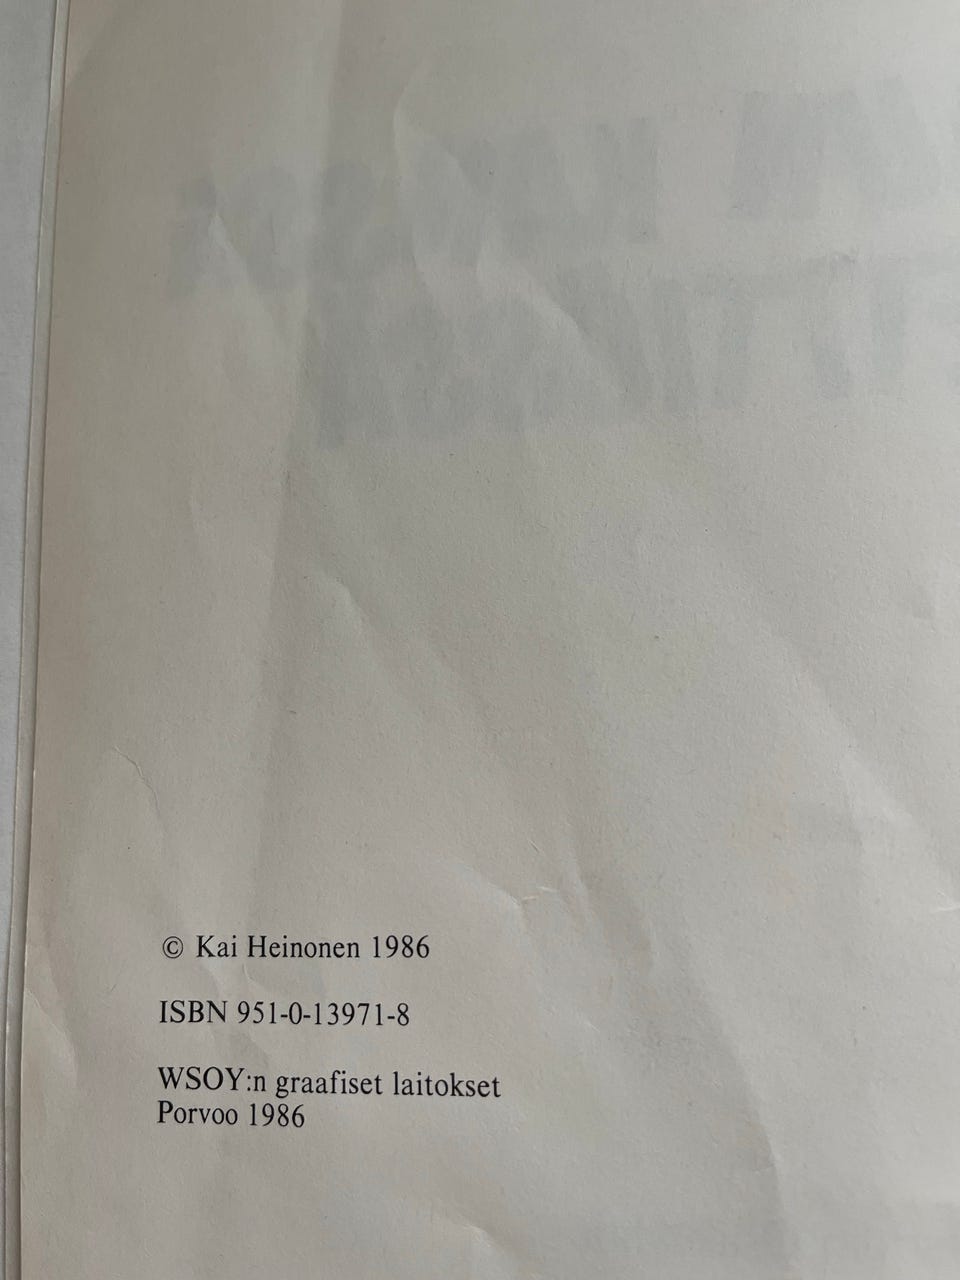 © Kai Heinonen 1986
ISBN 951-0-13971-8
WSOY:n graafiset laitokset
Porvoo 1986